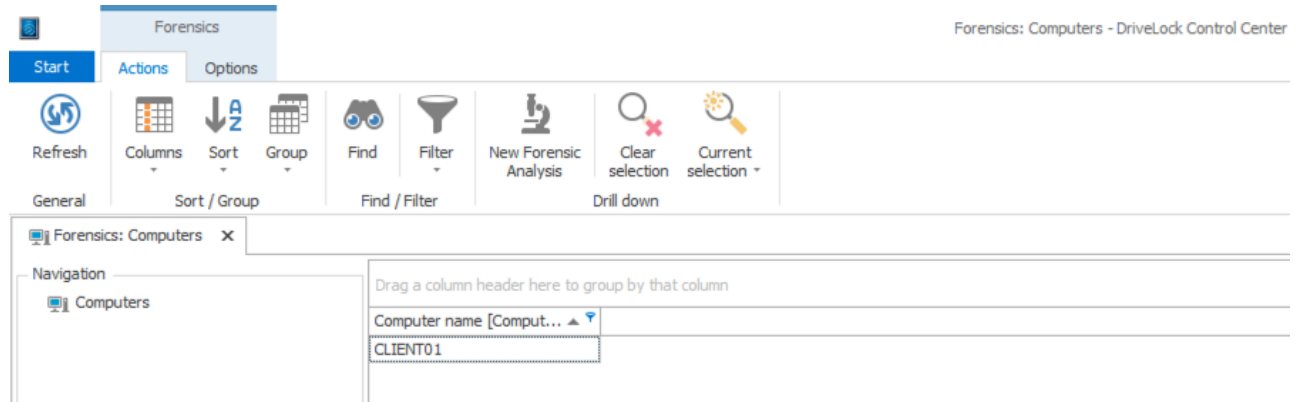 Forensics
Forensics: Computers - DriveLock Control Center
Start Actions Options
Refresh Columns Sort Group Find Filter New Forensic Analysis Clear selection Current selection
General Sort / Group Find / Filter Drill down
Forensics: Computers X
Navigation
Computers
Drag a column header here to group by that column
Computer name [Comput...
CLIENT01